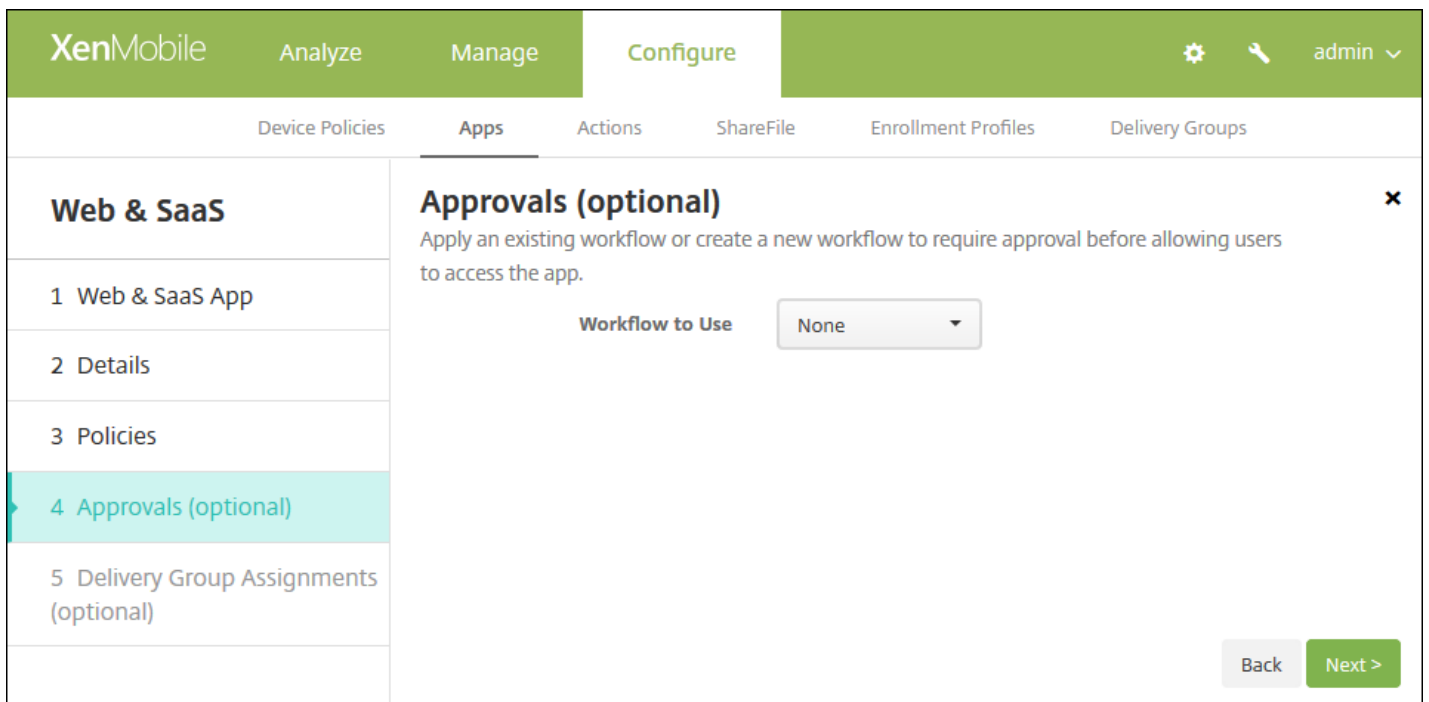 XenMobile Analyze Manage Configure admin
Device Policies Apps Actions ShareFile Enrollment Profiles Delivery Groups
Web & SaaS
1 Web & SaaS App
2 Details
3 Policies
4 Approvals (optional)
5 Delivery Group Assignments
(optional)
Approvals (optional)
Apply an existing workflow or create a new workflow to require approval before allowing users
to access the app.
Workflow to Use None
Back Next >